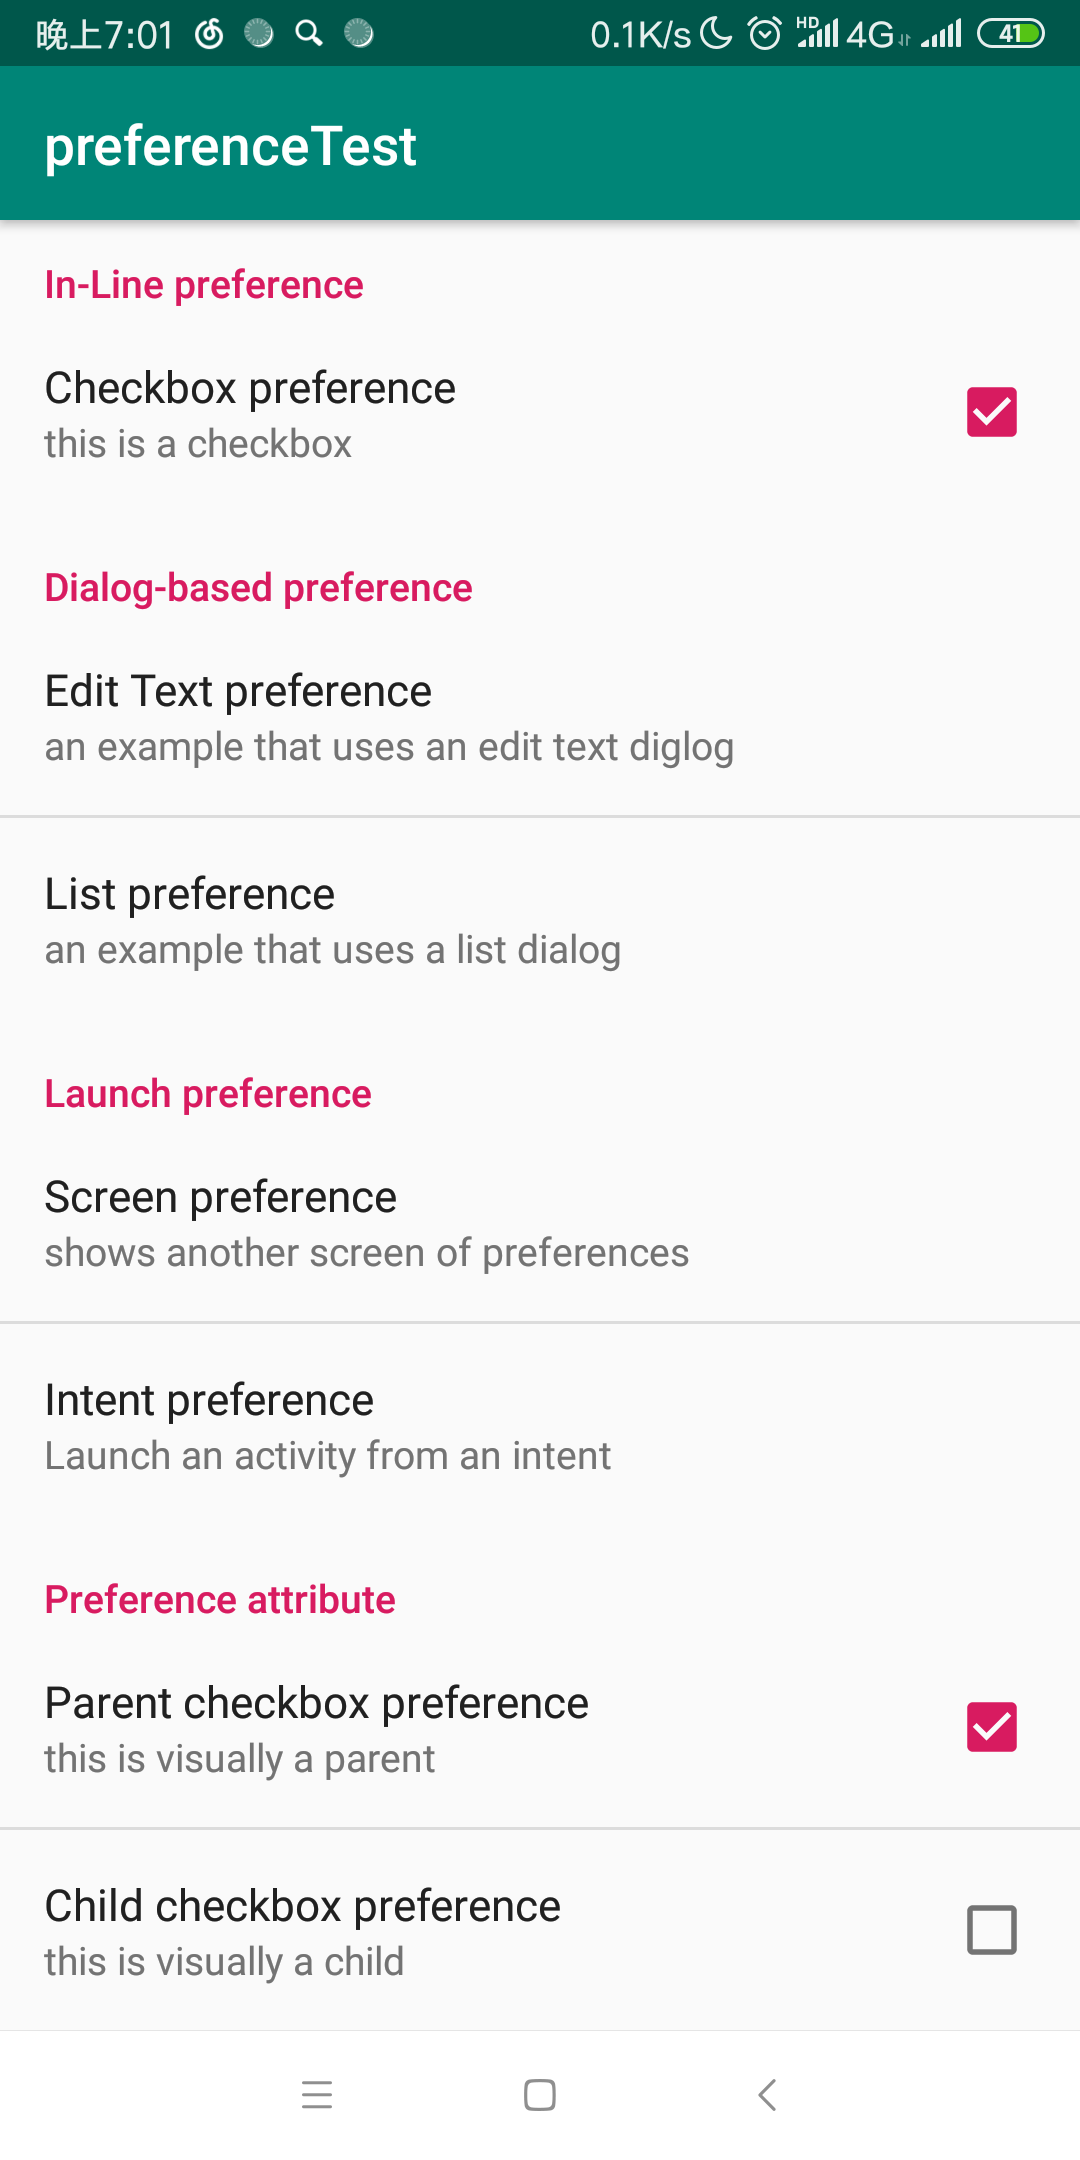 晚上7:01 0.1K/s HD 4G 41
preferenceTest
In-Line preference
Checkbox preference
this is a checkbox
Dialog-based preference
Edit Text preference
an example that uses an edit text diglog
List preference
an example that uses a list dialog
Launch preference
Screen preference
shows another screen of preferences
Intent preference
Launch an activity from an intent
Preference attribute
Parent checkbox preference
this is visually a parent
Child checkbox preference
this is visually a child